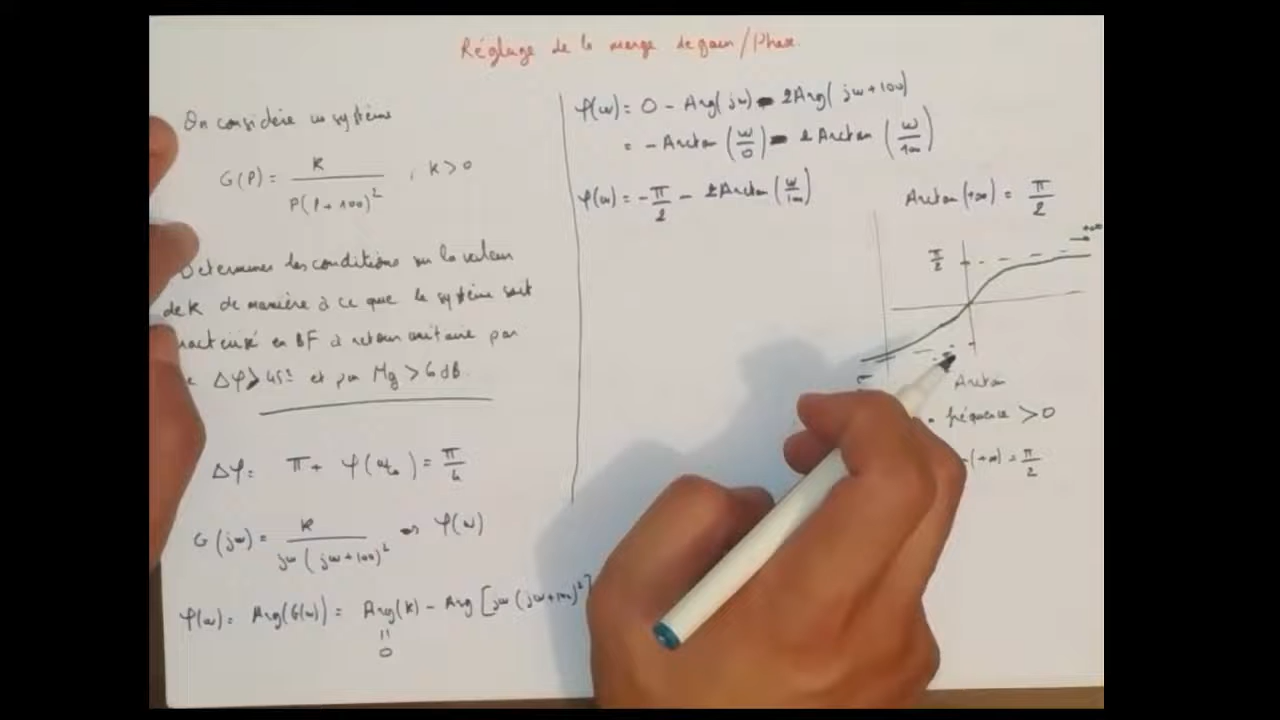 Réglage de la marge de gain/Phase.
On considère un système
G(P) = K / P(P+100)² , K > 0
Déterminer les conditions sur la valeur
de K de manière à ce que le système soit
ractérisé en BF à retour unitaire par
Δφ > 45° et par Mg > 6 dB.
Δφ = π + φ(ω) = π/4
G(jω) = K / jω(jω+100)² → φ(ω)
φ(ω) = Arg(G(ω)) = Arg(K) - Arg[jω(jω+100)²]
=
0
φ(ω) = 0 - Arg(jω) - 2Arg(jω+100)
= -Arctan(ω/0) - 2Arctan(ω/100)
φ(ω) = -π/2 - 2Arctan(ω/100)
Arctan(+∞) = π/2
+∞
π/2
Arctan
fréquence > 0
(+∞) = π/2